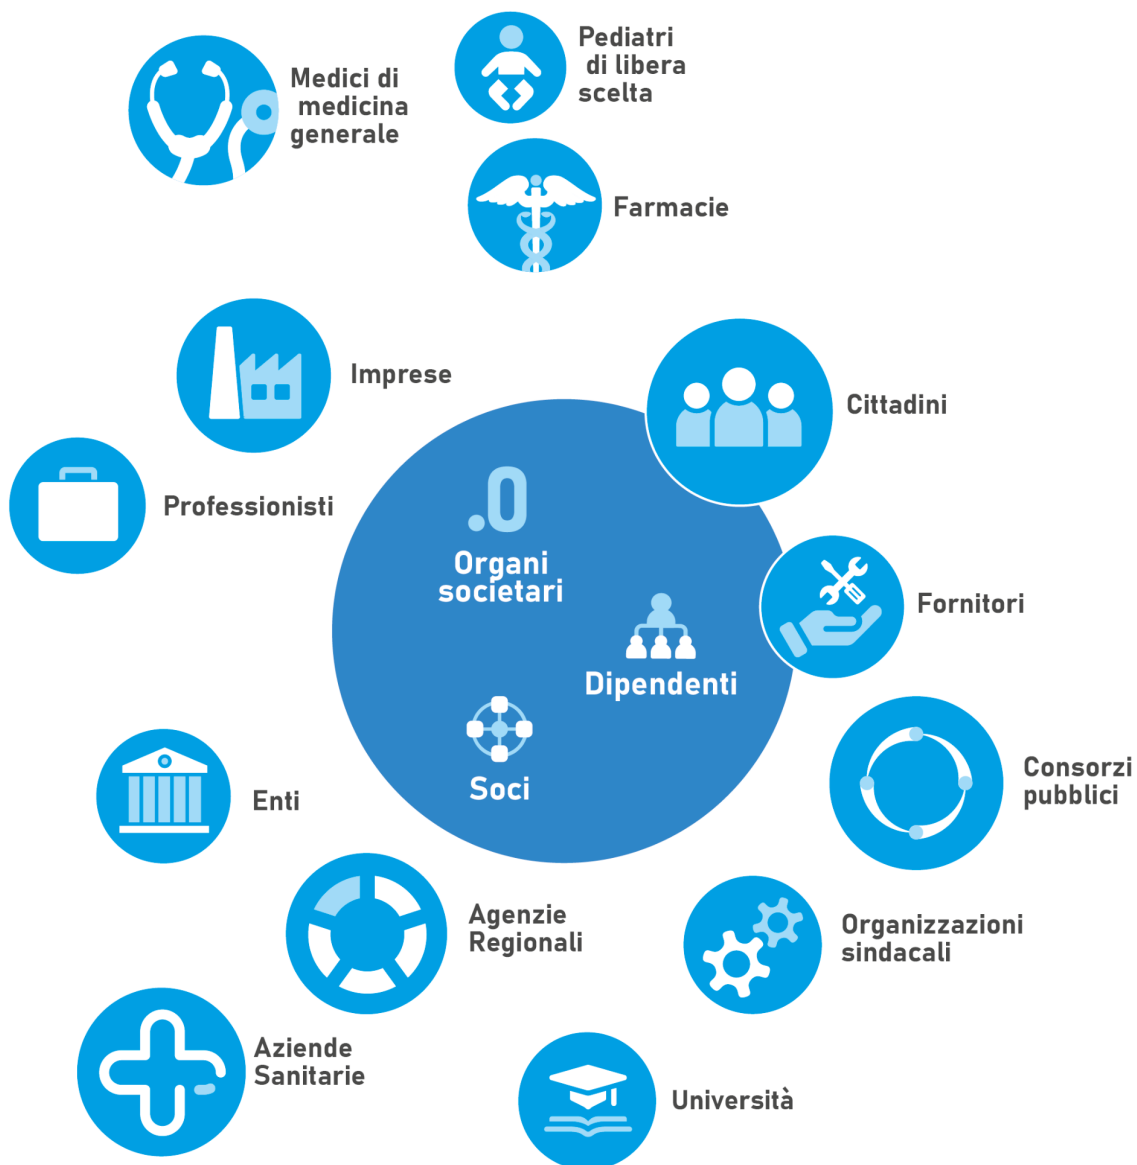 Medici di
medicina
generale
Pediatri
di libera
scelta
Farmacie
Imprese
Cittadini
Professionisti
.0
Organi
societari
Fornitori
Dipendenti
Soci
Enti
Consorzi
pubblici
Agenzie
Regionali
Organizzazioni
sindacali
Aziende
Sanitarie
Università